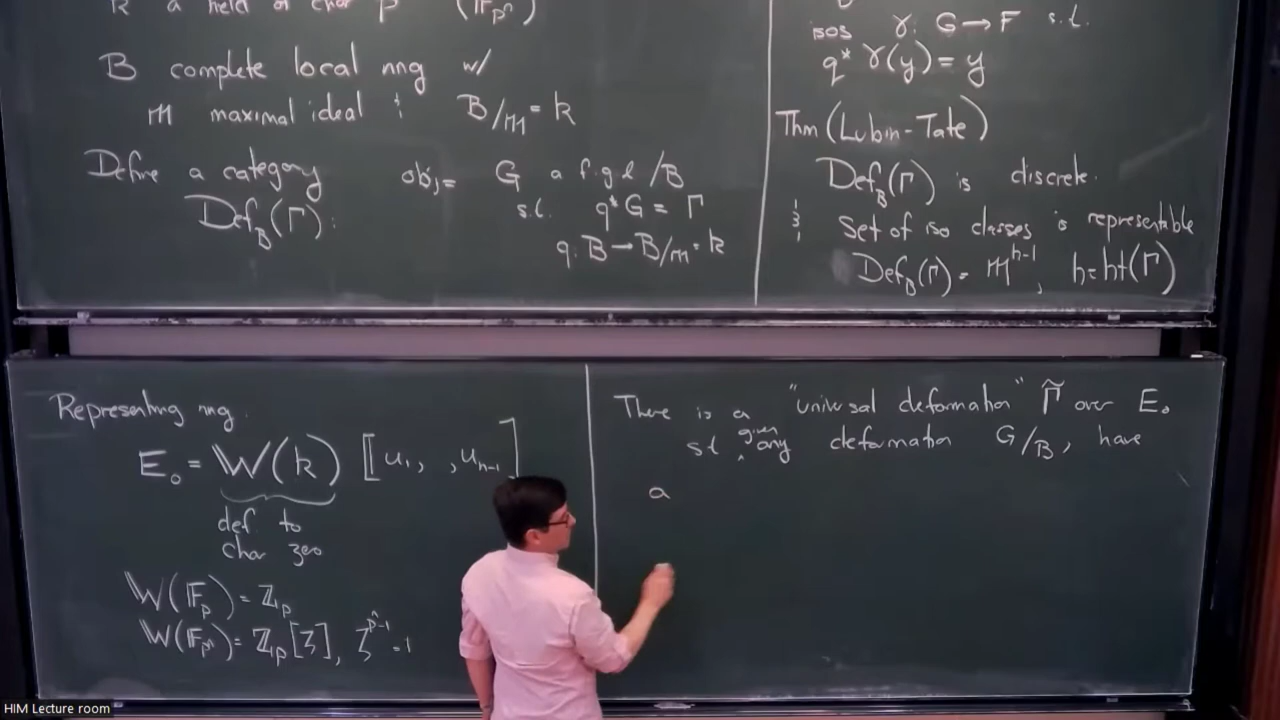 k a field of char p (𝔽_{p^n})
B complete local ring w/
𝔪 maximal ideal & B/𝔪 = k
Define a category
Def_B(Γ):
obj = G a f.g.l /B
s.t. q*G = Γ
q: B → B/𝔪 = k
isos γ: G → F s.t.
q* γ(y) = y
Thm (Lubin-Tate)
Def_B(Γ) is discrete.
& Set of iso classes is representable
Def_B(Γ) = 𝔪^{h-1}, h = ht(Γ)
Representing ring.
E_0 = W(k) [[u_1, , u_{h-1}]]
def to
char zero
W(𝔽_p) = ℤ_p
W(𝔽_{p^n}) = ℤ_p[ζ], ζ^{p^n-1} = 1
There is a "universal deformation" Γ̃ over E_0
s.t. given any deformation G/B, have
a
HIM Lecture room